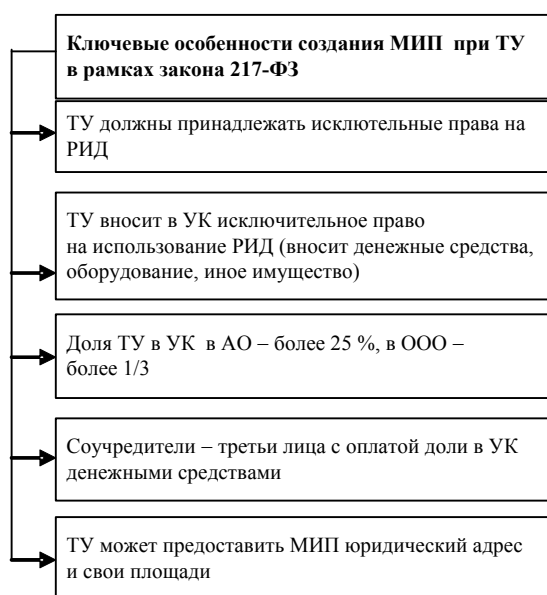 Ключевые особенности создания МИП при ТУ
в рамках закона 217-ФЗ
ТУ должны принадлежать исклютельные права на
РИД
ТУ вносит в УК исключительное право
на использование РИД (вносит денежные средства,
оборудование, иное имущество)
Доля ТУ в УК в АО – более 25 %, в ООО –
более 1/3
Соучредители – третьи лица с оплатой доли в УК
денежными средствами
ТУ может предоставить МИП юридический адрес
и свои площади